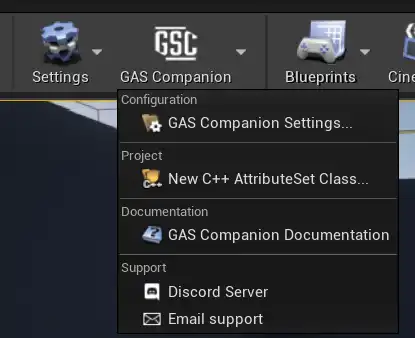 GSC
Settings
GAS Companion
Blueprints
Cine
Configuration
GAS Companion Settings...
Project
C++
New C++ AttributeSet Class...
Documentation
GAS Companion Documentation
Support
Discord Server
Email support